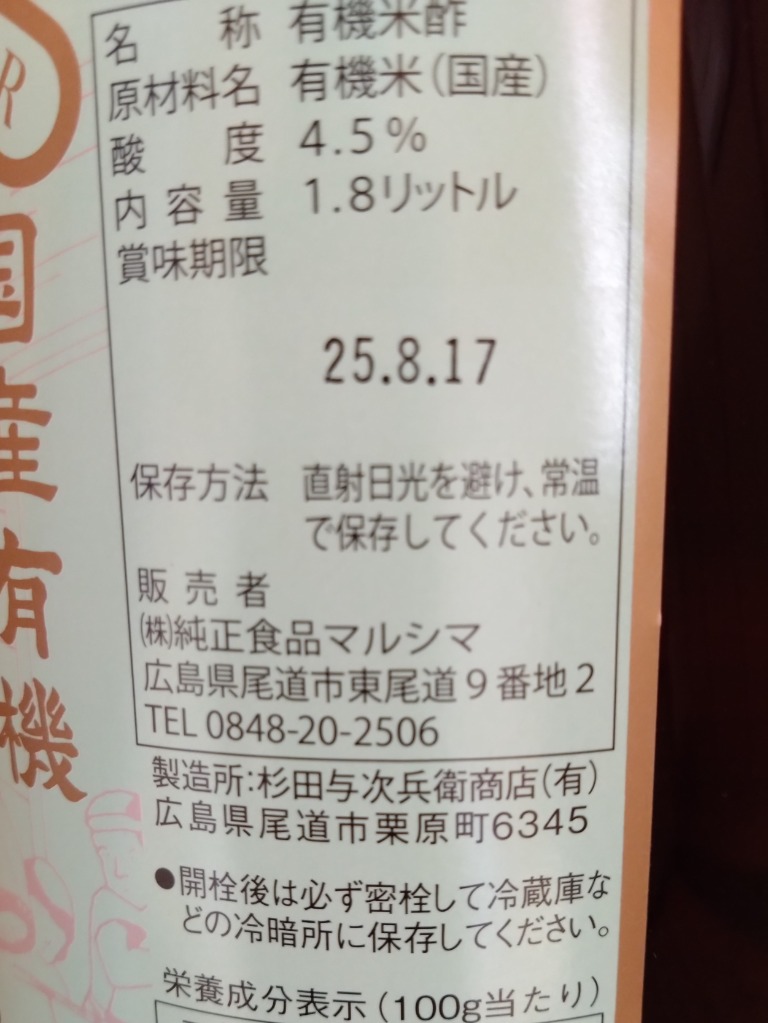 名称 有機米酢
原材料名 有機米(国産)
酸度 4.5%
内容量 1.8リットル
賞味期限
25.8.17
保存方法 直射日光を避け、常温
で保存してください。
販売者
㈱純正食品マルシマ
広島県尾道市東尾道9番地2
TEL 0848-20-2506
製造所:杉田与次兵衛商店(有)
広島県尾道市栗原町6345
●開栓後は必ず密栓して冷蔵庫な
どの冷暗所に保存してください。
栄養成分表示(100g当たり)
R
国産有機